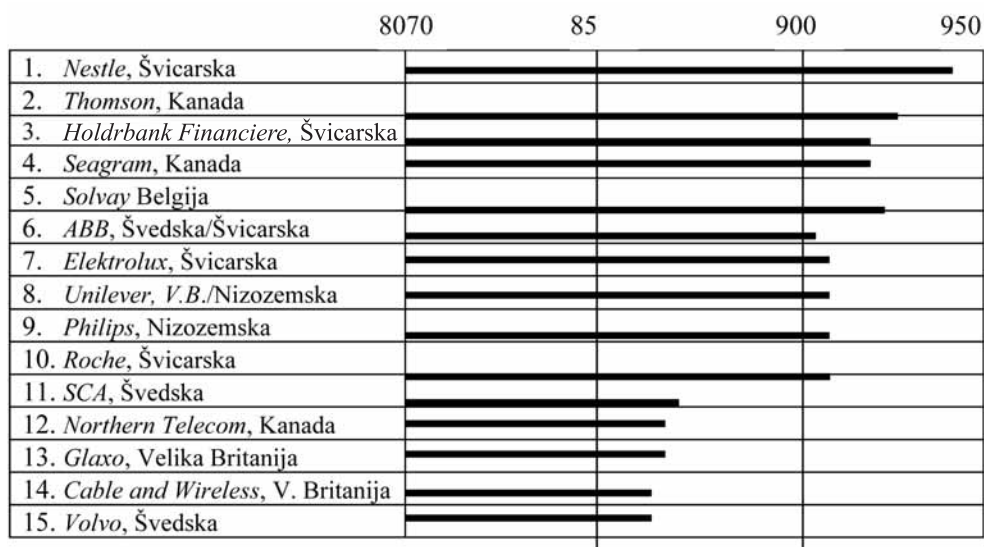 8070 85 900 950
1. Nestle, Švicarska
2. Thomson, Kanada
3. Holdrbank Financiere, Švicarska
4. Seagram, Kanada
5. Solvay Belgija
6. ABB, Švedska/Švicarska
7. Elektrolux, Švicarska
8. Unilever, V.B./Nizozemska
9. Philips, Nizozemska
10. Roche, Švicarska
11. SCA, Švedska
12. Northern Telecom, Kanada
13. Glaxo, Velika Britanija
14. Cable and Wireless, V. Britanija
15. Volvo, Švedska